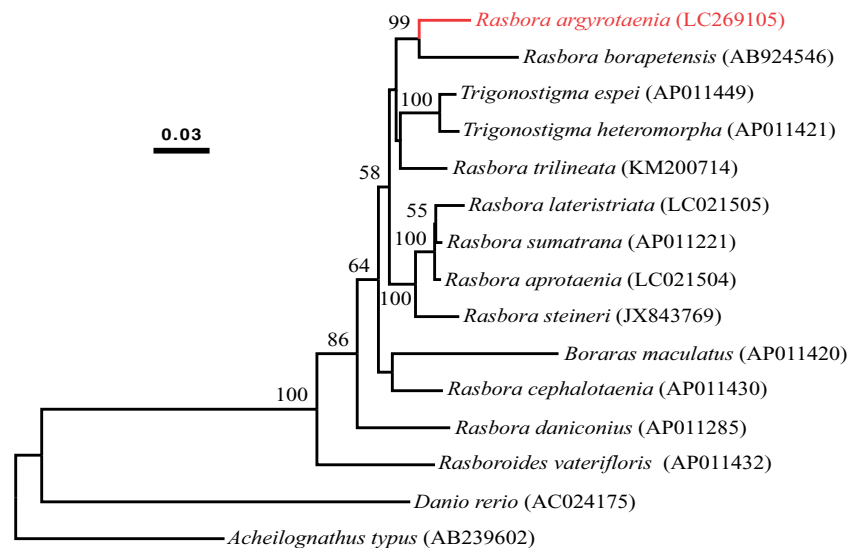 99
Rasbora argyrotaenia (LC269105)
Rasbora borapetensis (AB924546)
100
Trigonostigma espei (AP011449)
0.03
Trigonostigma heteromorpha (AP011421)
58
Rasbora trilineata (KM200714)
55
Rasbora lateristriata (LC021505)
100
Rasbora sumatrana (AP011221)
64
Rasbora aprotaenia (LC021504)
100
Rasbora steineri (JX843769)
86
Boraras maculatus (AP011420)
100
Rasbora cephalotaenia (AP011430)
Rasbora daniconius (AP011285)
Rasboroides vaterifloris (AP011432)
Danio rerio (AC024175)
Acheilognathus typus (AB239602)